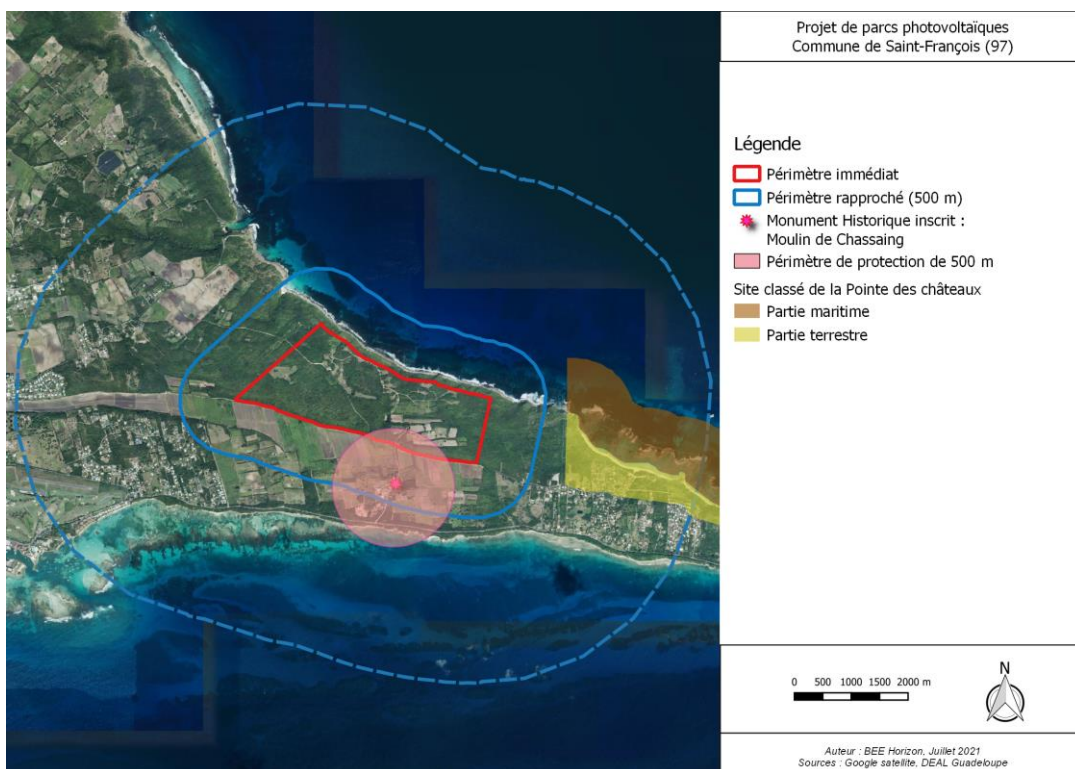 Projet de parcs photovoltaïques
Commune de Saint-François (97)
Légende
Périmètre immédiat
Périmètre rapproché (500 m)
Monument Historique inscrit :
Moulin de Chassaing
Périmètre de protection de 500 m
Site classé de la Pointe des châteaux
Partie maritime
Partie terrestre
0 500 1000 1500 2000 m
N
Auteur : BEE Horizon, Juillet 2021
Sources : Google satellite, DEAL Guadeloupe